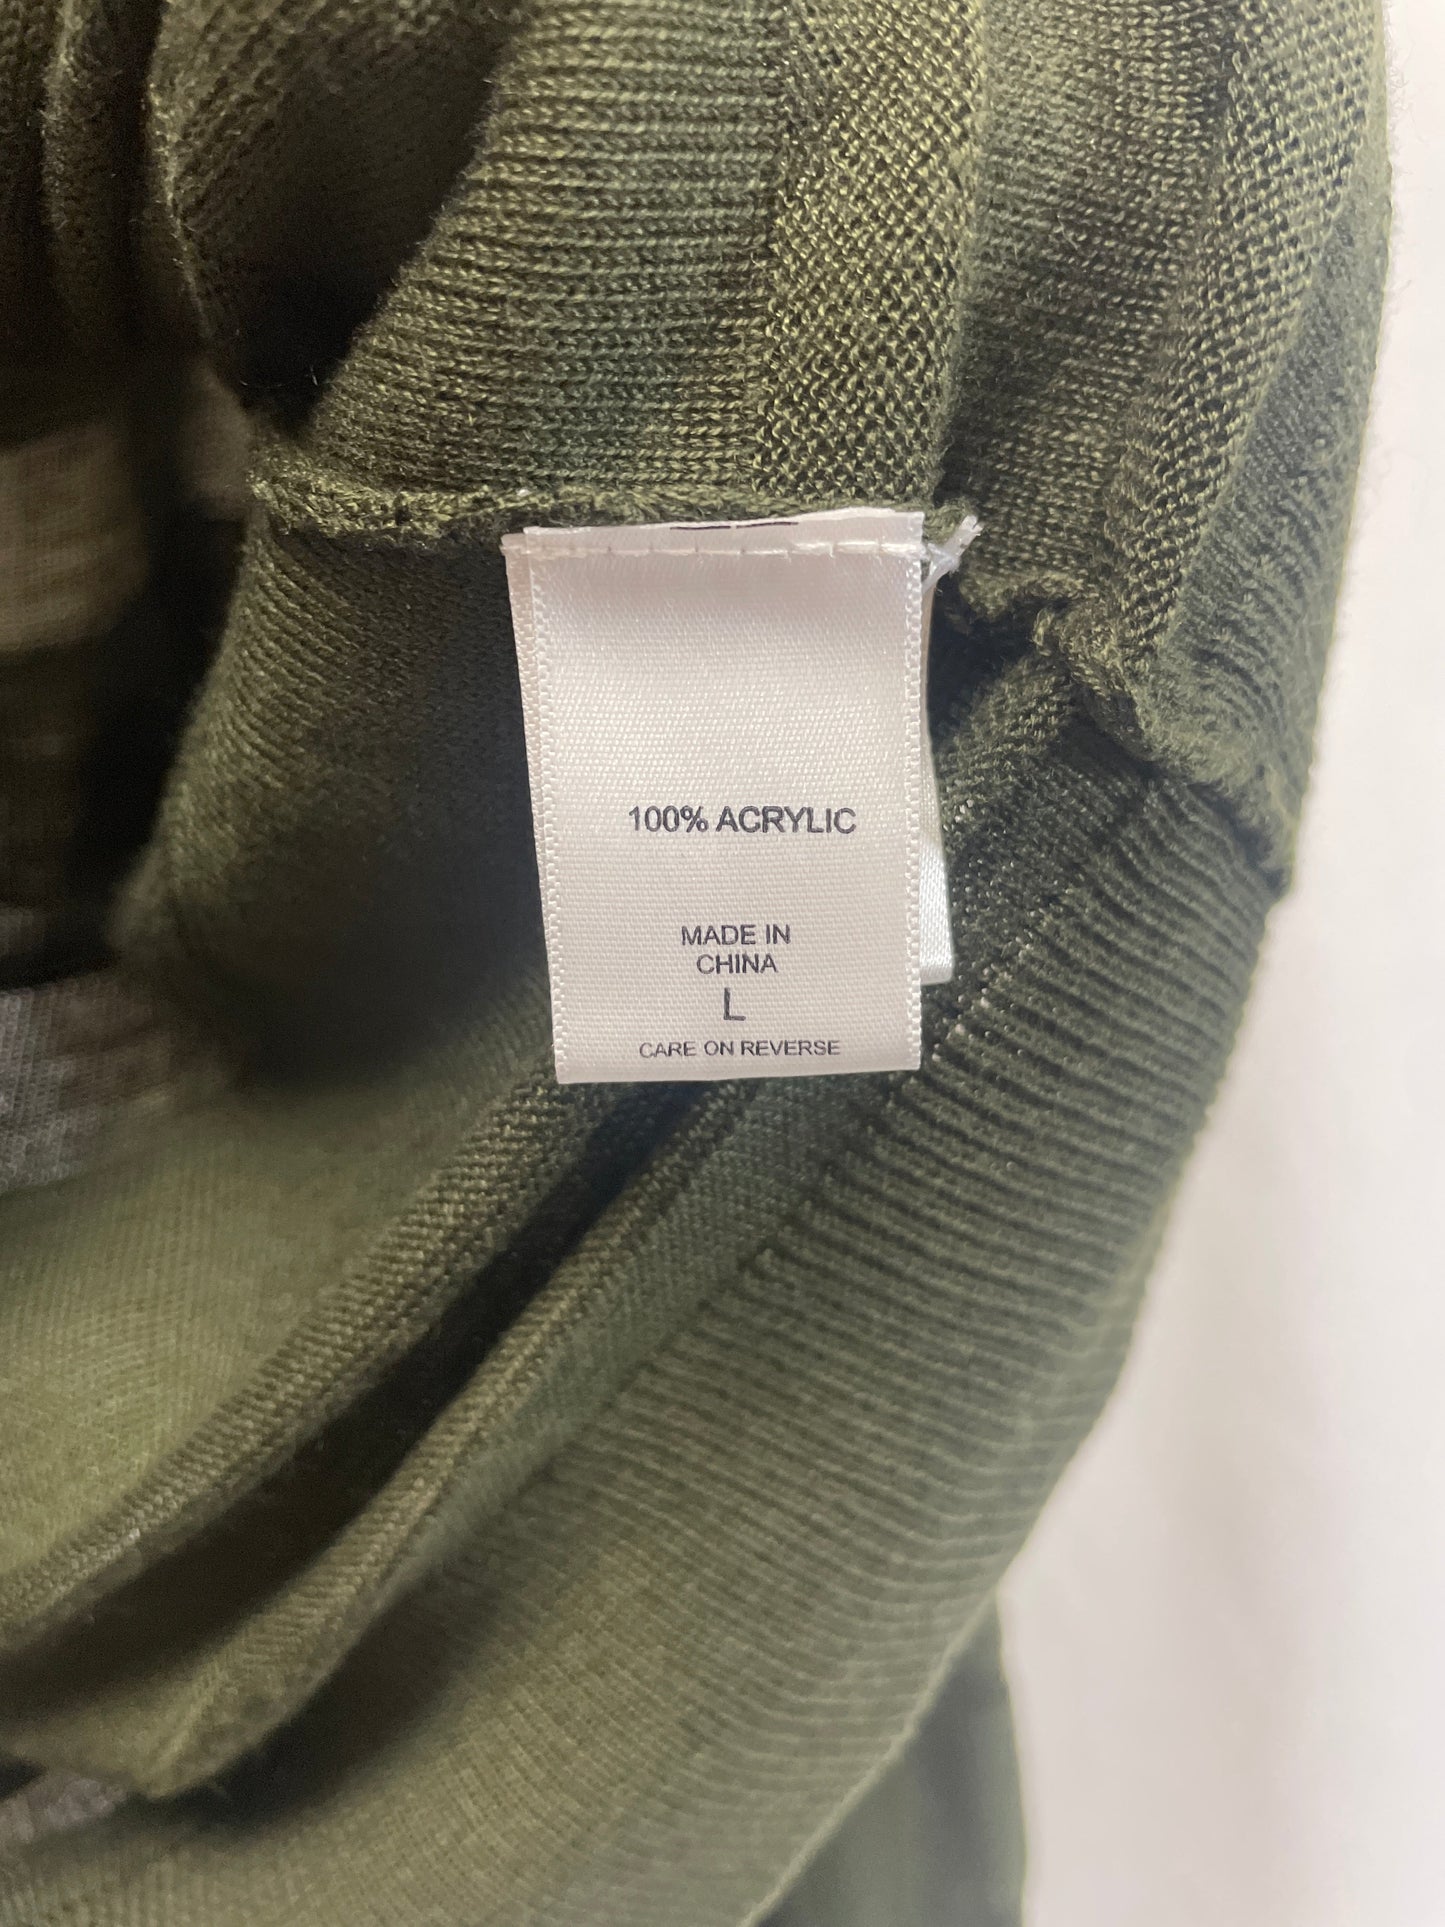 100% ACRYLIC
MADE IN
CHINA
L
CARE ON REVERSE